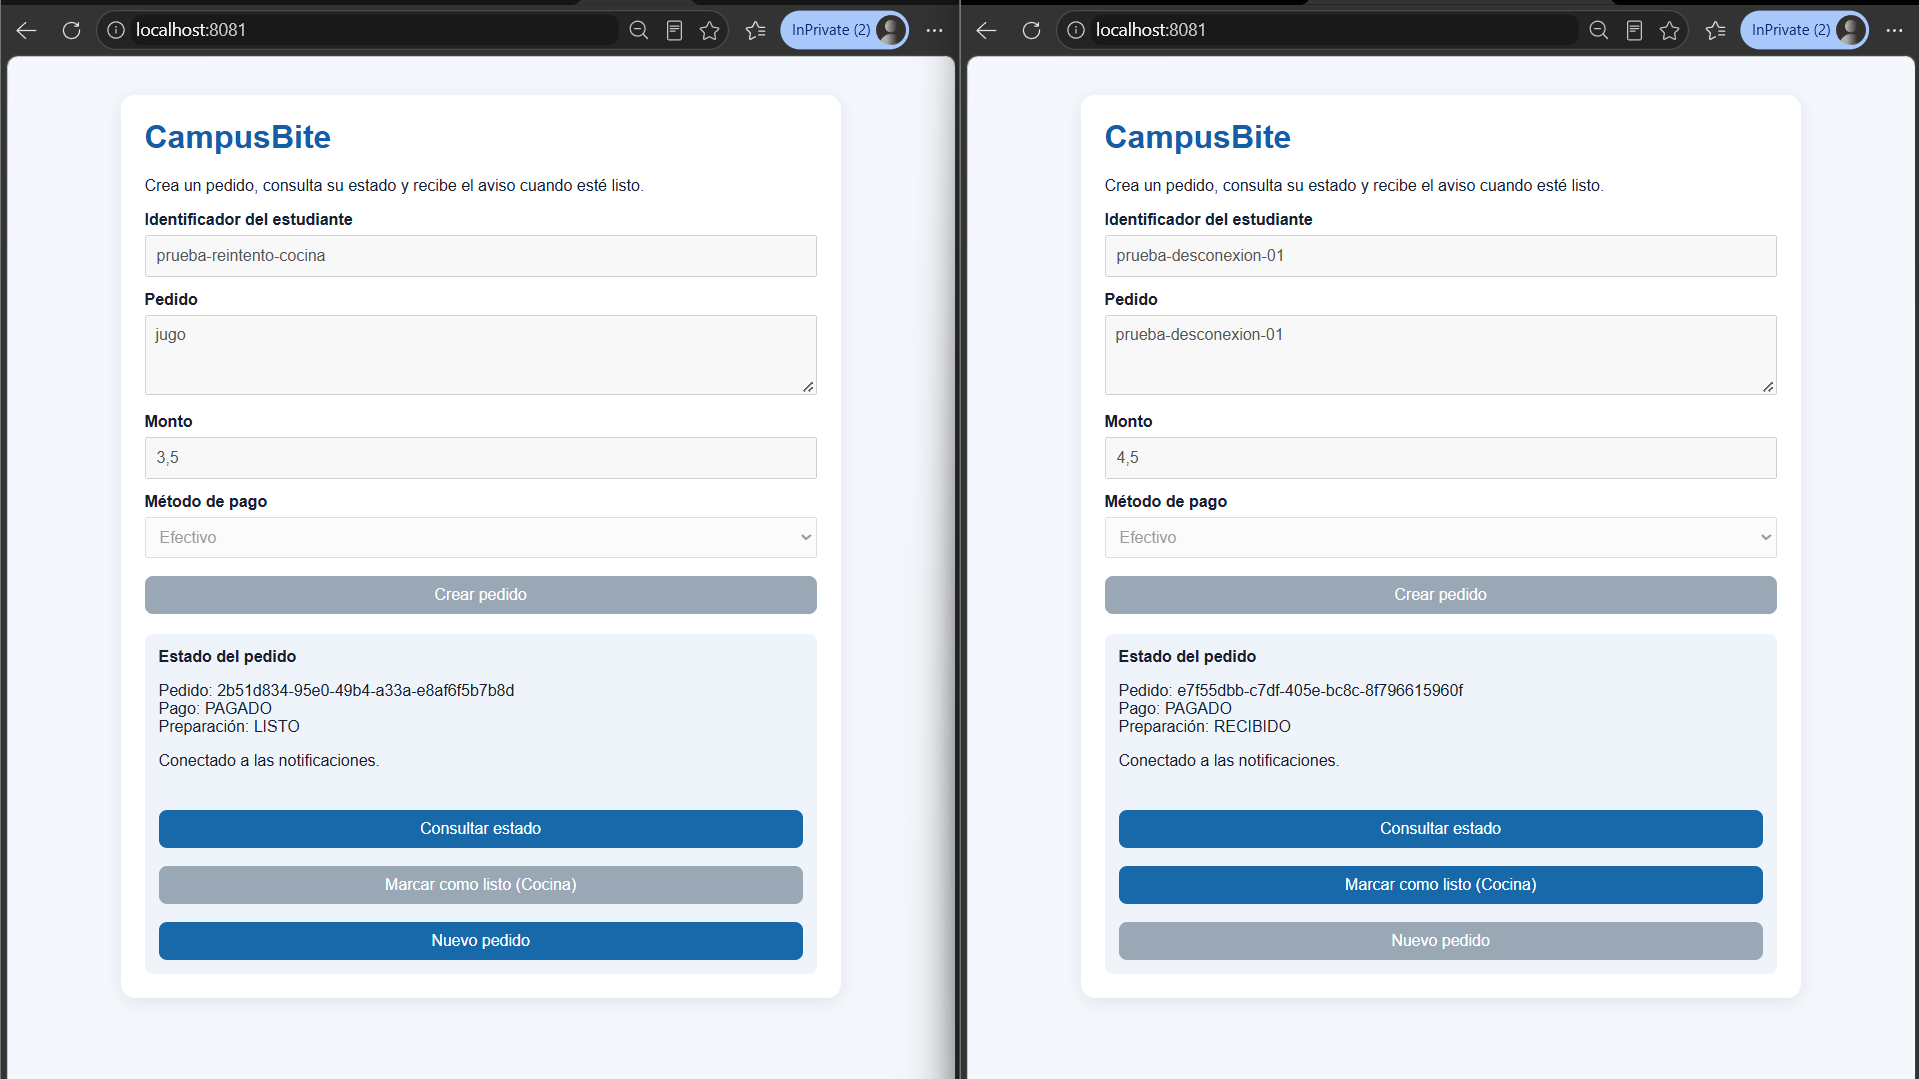 localhost:8081
InPrivate (2)
CampusBite
Crea un pedido, consulta su estado y recibe el aviso cuando esté listo.
Identificador del estudiante
prueba-reintento-cocina
Pedido
jugo
Monto
3,5
Método de pago
Efectivo
Crear pedido
Estado del pedido
Pedido: 2b51d834-95e0-49b4-a33a-e8af6f5b7b8d
Pago: PAGADO
Preparación: LISTO
Conectado a las notificaciones.
Consultar estado
Marcar como listo (Cocina)
Nuevo pedido
localhost:8081
InPrivate (2)
CampusBite
Crea un pedido, consulta su estado y recibe el aviso cuando esté listo.
Identificador del estudiante
prueba-desconexion-01
Pedido
prueba-desconexion-01
Monto
4,5
Método de pago
Efectivo
Crear pedido
Estado del pedido
Pedido: e7f55dbb-c7df-405e-bc8c-8f796615960f
Pago: PAGADO
Preparación: RECIBIDO
Conectado a las notificaciones.
Consultar estado
Marcar como listo (Cocina)
Nuevo pedido